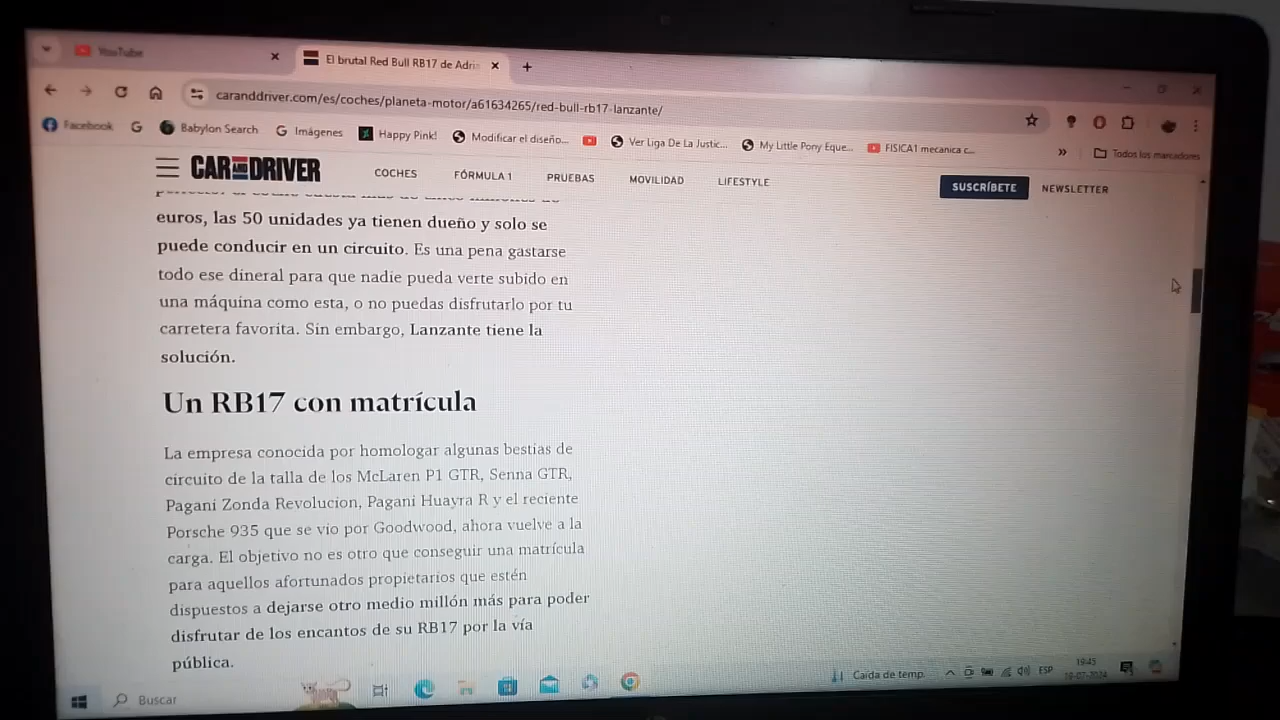 YouTube
El brutal Red Bull RB17 de Adri
caranddriver.com/es/coches/planeta-motor/a61634265/red-bull-rb17-lanzante/
Facebook Babylon Search Imágenes Happy Pink! Modificar el diseño... Ver Liga De La Justic... My Little Pony Eque... FISICA1 mecanica c... » Todos los marcadores
CAR AND DRIVER COCHES FÓRMULA 1 PRUEBAS MOVILIDAD LIFESTYLE SUSCRÍBETE NEWSLETTER
euros, las 50 unidades ya tienen dueño y solo se
puede conducir en un circuito. Es una pena gastarse
todo ese dineral para que nadie pueda verte subido en
una máquina como esta, o no puedas disfrutarlo por tu
carretera favorita. Sin embargo, Lanzante tiene la
solución.
Un RB17 con matrícula
La empresa conocida por homologar algunas bestias de
circuito de la talla de los McLaren P1 GTR, Senna GTR,
Pagani Zonda Revolucion, Pagani Huayra R y el reciente
Porsche 935 que se vio por Goodwood, ahora vuelve a la
carga. El objetivo no es otro que conseguir una matrícula
para aquellos afortunados propietarios que estén
dispuestos a dejarse otro medio millón más para poder
disfrutar de los encantos de su RB17 por la vía
pública.
Buscar Caída de temp. ESP 19:45
19-07-2024